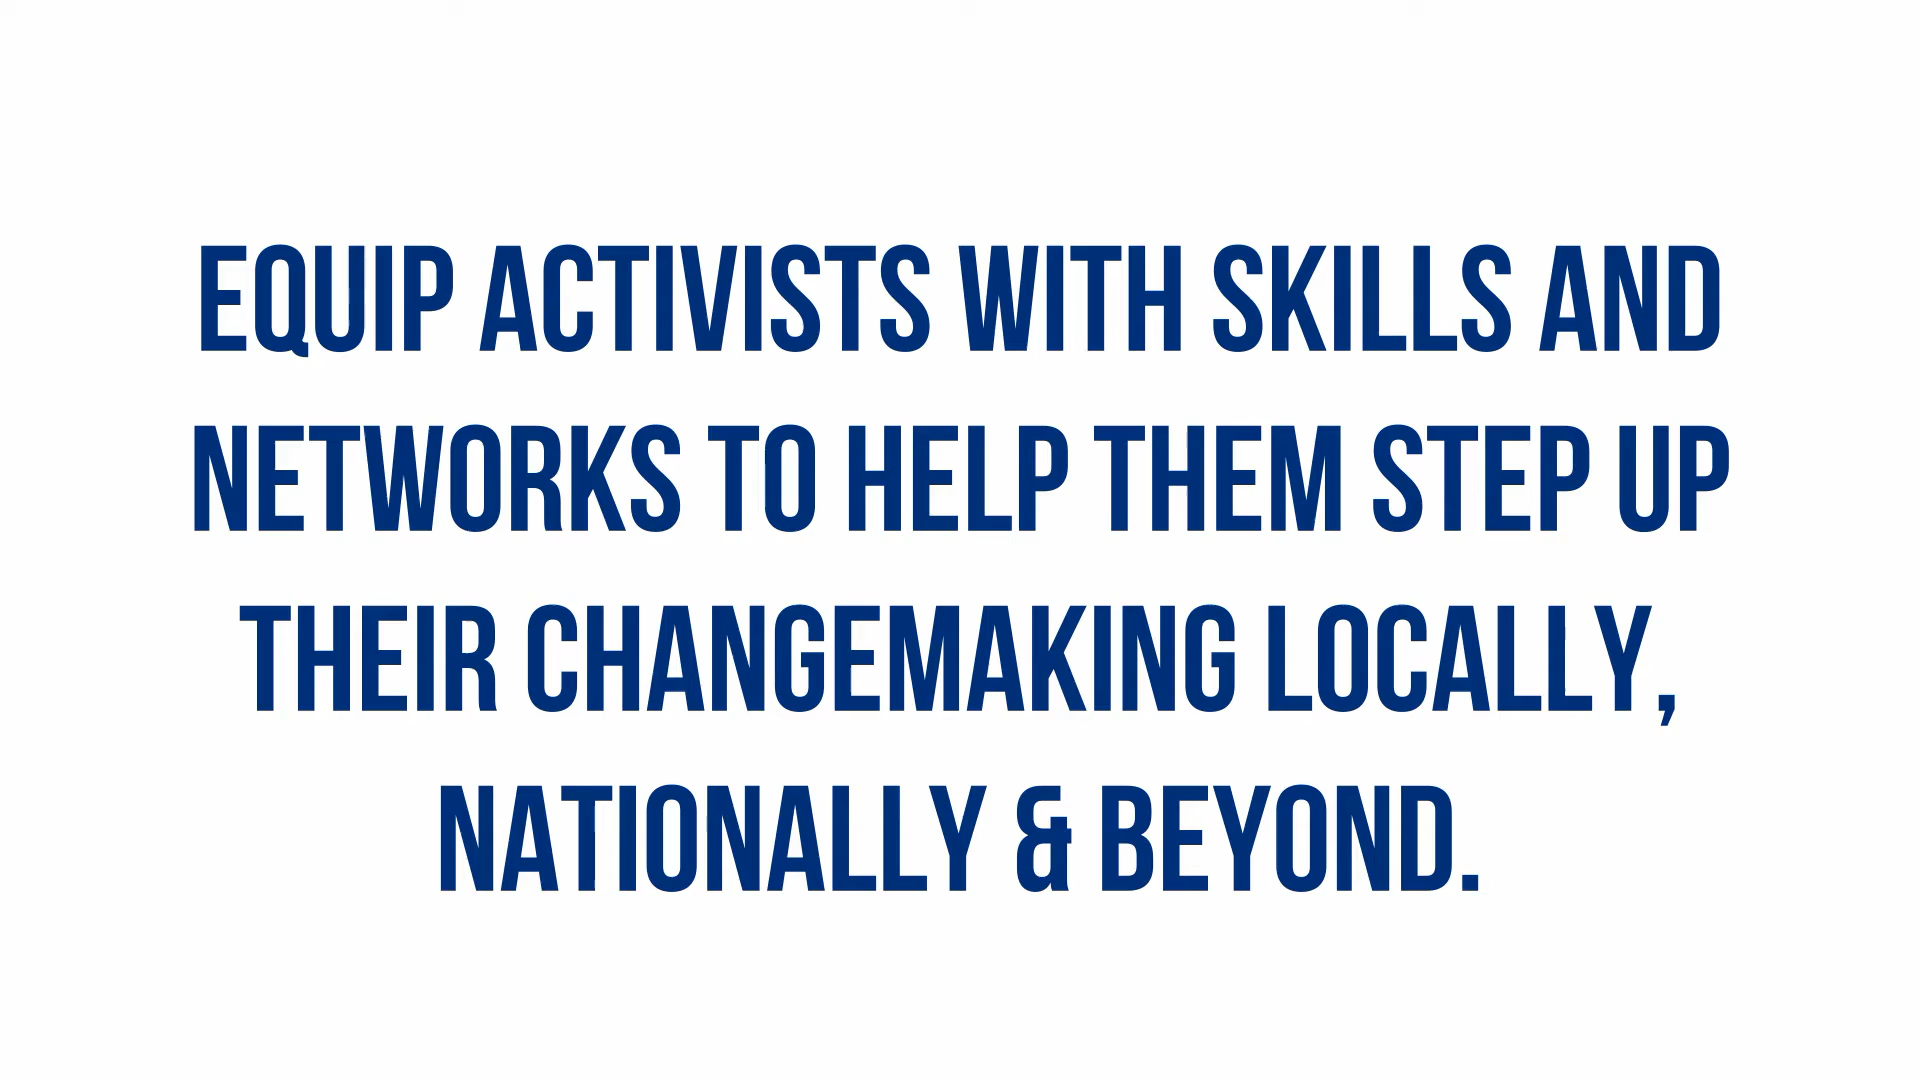 EQUIP ACTIVISTS WITH SKILLS AND
NETWORKS TO HELP THEM STEP UP
THEIR CHANGEMAKING LOCALLY,
NATIONALLY & BEYOND.